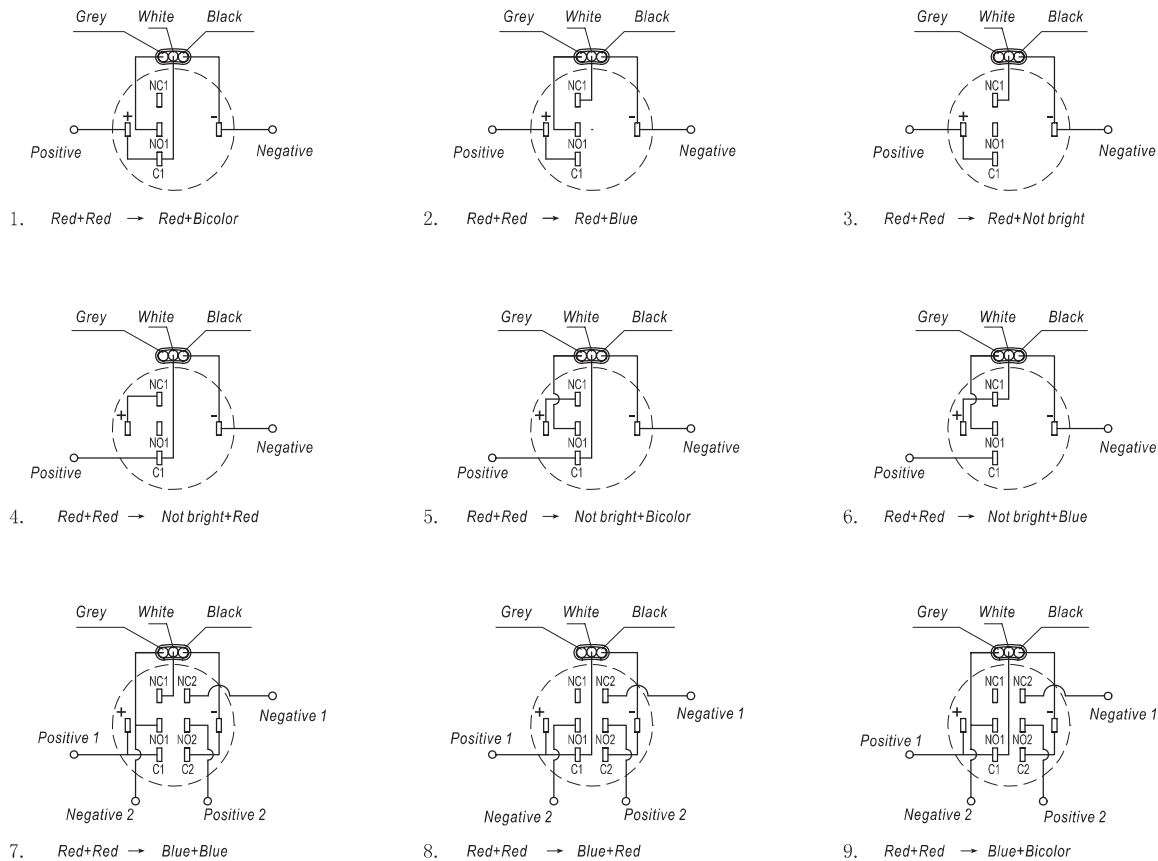 Grey White Black
NC1
+ -
Positive NO1 Negative
C1
1. Red+Red → Red+Bicolor
Grey White Black
NC1
+ -
Positive NO1 Negative
C1
2. Red+Red → Red+Blue
Grey White Black
NC1
+ -
Positive NO1 Negative
C1
3. Red+Red → Red+Not bright
Grey White Black
NC1
+ -
NO1 Negative
Positive C1
4. Red+Red → Not bright+Red
Grey White Black
NC1
+ -
NO1 Negative
Positive C1
5. Red+Red → Not bright+Bicolor
Grey White Black
NC1
+ -
NO1 Negative
Positive C1
6. Red+Red → Not bright+Blue
Grey White Black
NC1 NC2
+ - Negative 1
Positive 1 NO1 NO2
C1 C2
Negative 2 Positive 2
7. Red+Red → Blue+Blue
Grey White Black
NC1 NC2
+ - Negative 1
Positive 1 NO1 NO2
C1 C2
Negative 2 Positive 2
8. Red+Red → Blue+Red
Grey White Black
NC1 NC2
+ - Negative 1
Positive 1 NO1 NO2
C1 C2
Negative 2 Positive 2
9. Red+Red → Blue+Bicolor